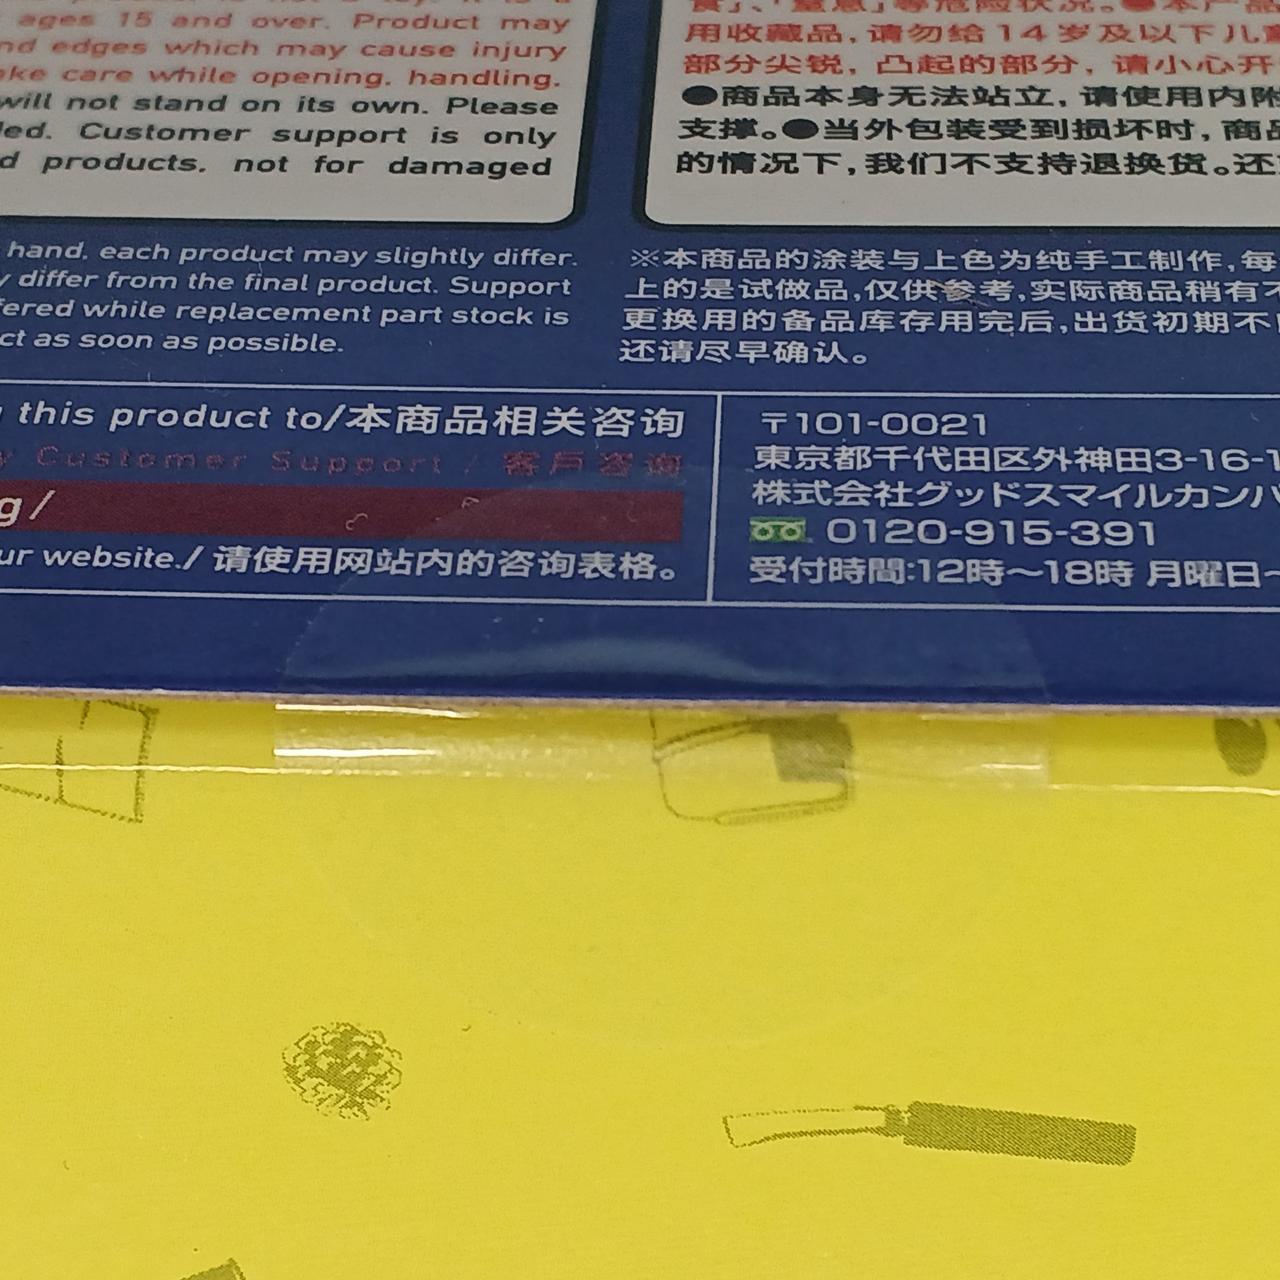 ages 15 and over. Product may
edges which may cause injury
care while opening, handling.
will not stand on its own. Please
Customer support is only
products, not for damaged
用收藏品，请勿给14岁及以下儿
部分尖锐，凸起的部分，请小心开
●商品本身无法站立，请使用内附
支撑。●当外包装受到损坏时，商品
的情况下，我们不支持退换货。还
hand, each product may slightly differ.
differ from the final product. Support
while replacement part stock is
as soon as possible.
※本商品的涂装与上色为纯手工制作，每
上的是试做品，仅供参考，实际商品稍有
更换用的备品库存用完后，出货初期不
还请尽早确认。
this product to/本商品相关咨询
Customer Support / 客戶咨询
g/
website./ 请使用网站内的咨询表格。
〒101-0021
東京都千代田区外神田3-16-1
株式会社グッドスマイルカンパ
0120-915-391
受付時間:12時～18時 月曜日～